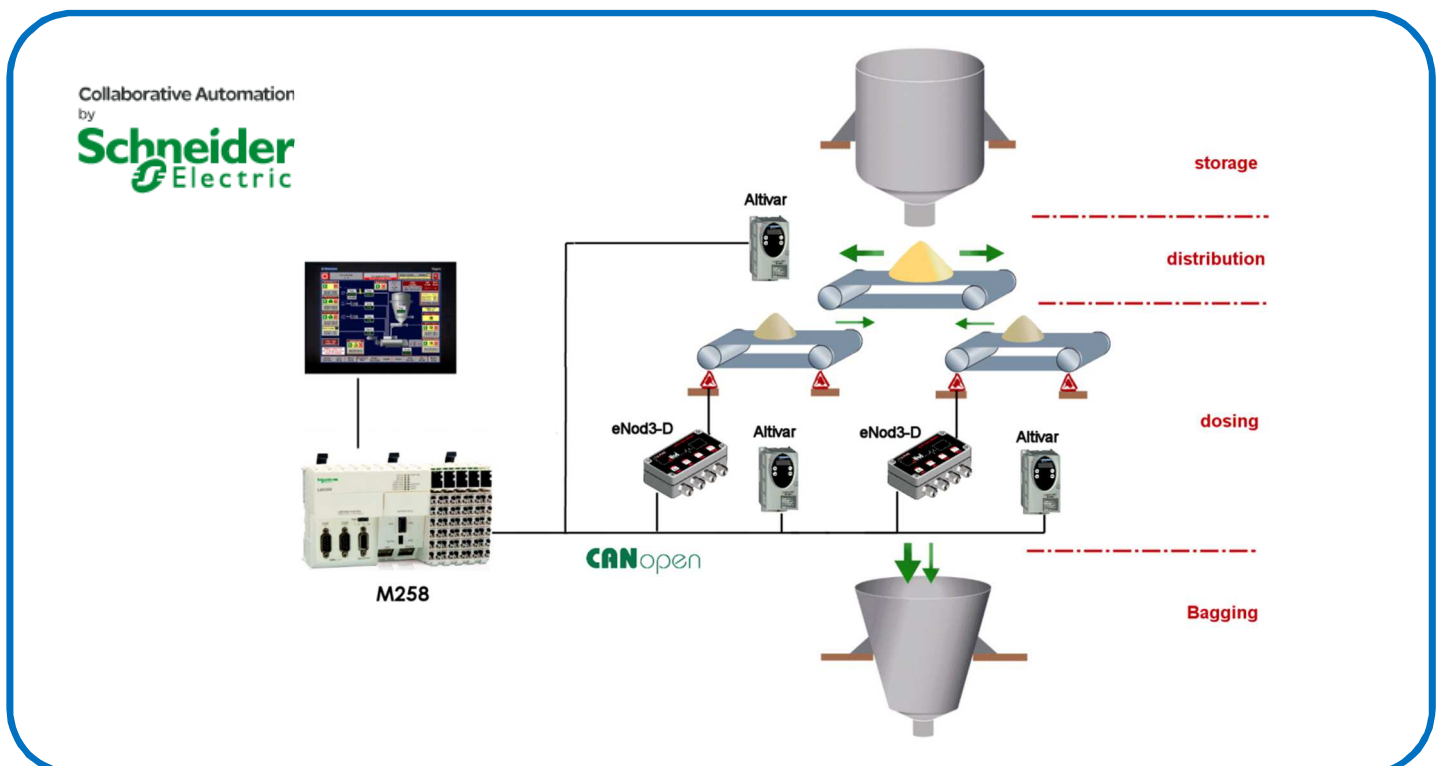 Collaborative Automation
by
Schneider
Electric
storage
Altivar
distribution
eNod3-D
Altivar
eNod3-D
Altivar
dosing
CANopen
M258
Bagging